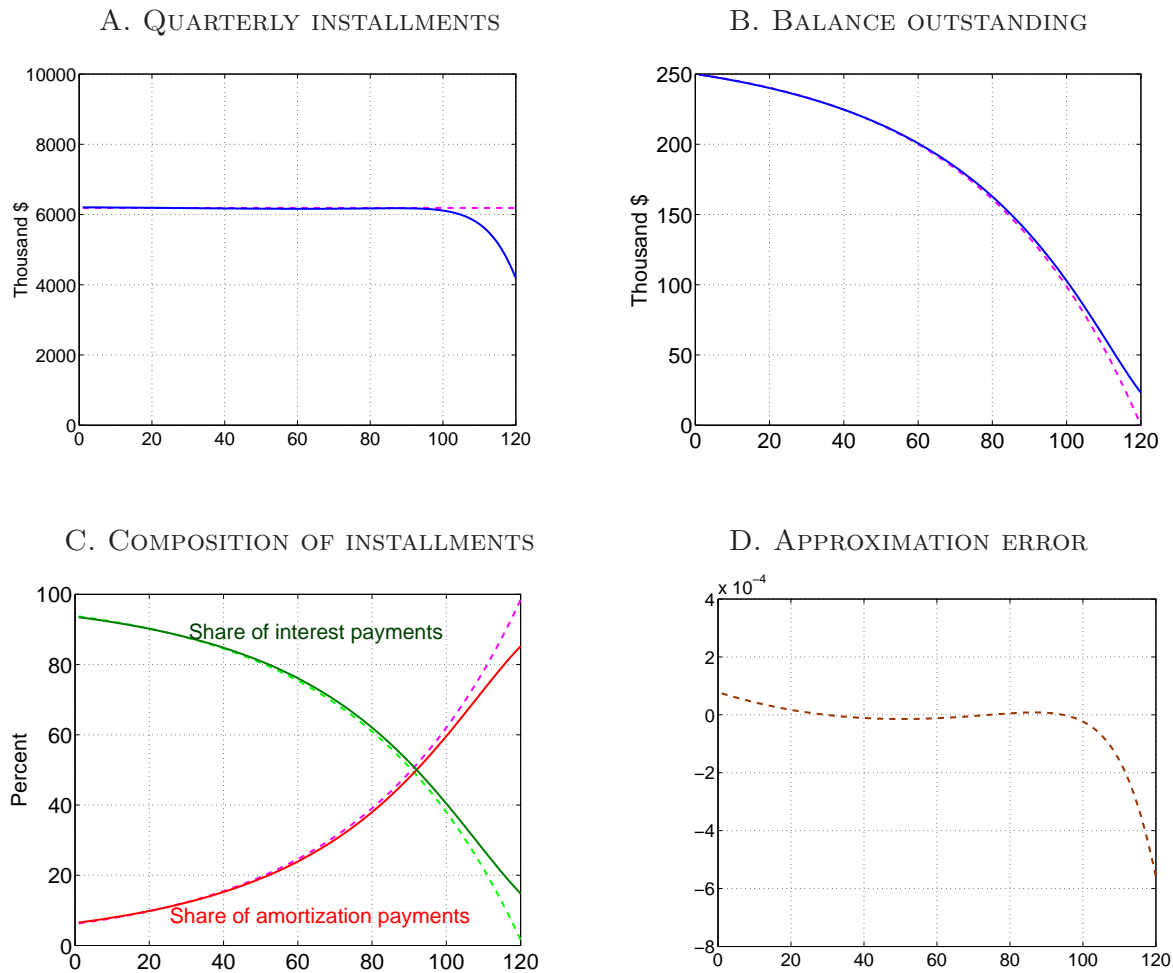 A. QUARTERLY INSTALLMENTS
10000
8000
6000
4000
2000
0
Thousand $
0 20 40 60 80 100 120
B. BALANCE OUTSTANDING
250
200
150
100
50
0
Thousand $
0 20 40 60 80 100 120
C. COMPOSITION OF INSTALLMENTS
100
80
60
40
20
0
Percent
Share of interest payments
Share of amortization payments
0 20 40 60 80 100 120
D. APPROXIMATION ERROR
x 10^−4
4
2
0
−2
−4
−6
−8
0 20 40 60 80 100 120